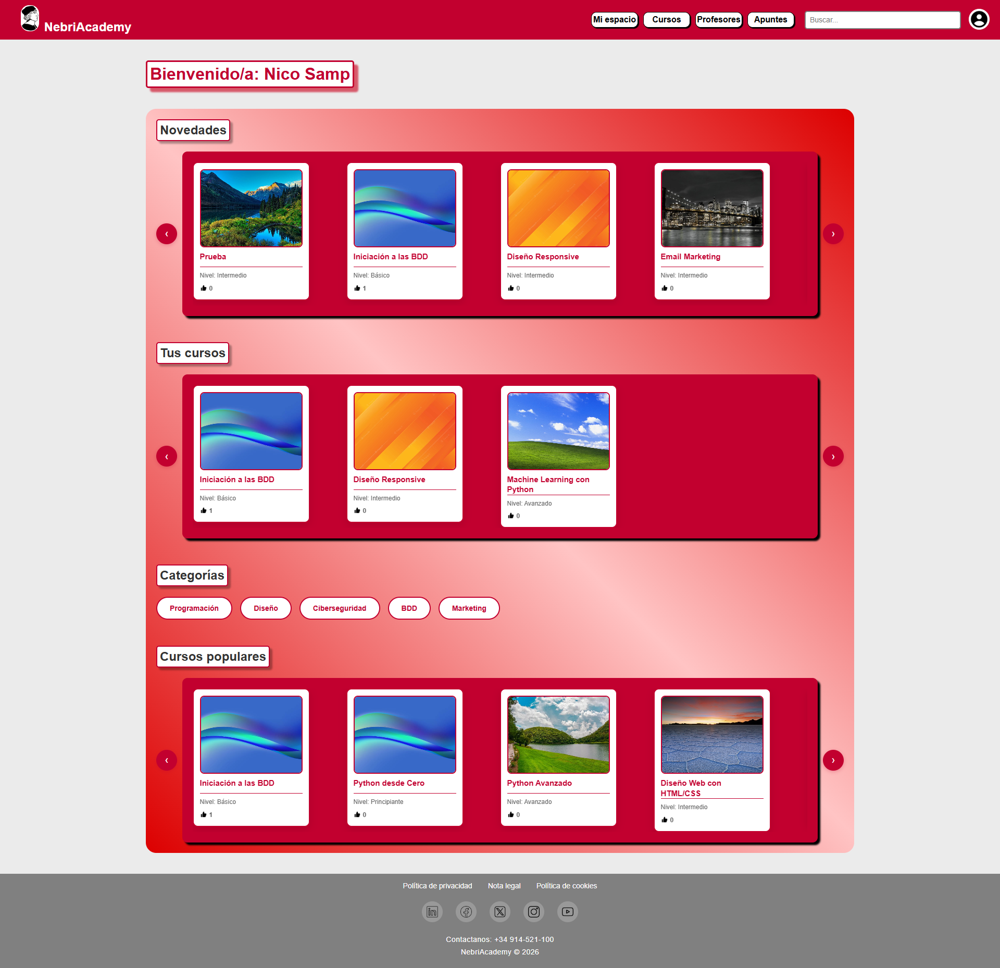 NebriAcademy
Mi espacio
Cursos
Profesores
Apuntes
Buscar...
Bienvenido/a: Nico Samp
Novedades
Prueba
Nivel: Intermedio
0
Iniciación a las BDD
Nivel: Básico
1
Diseño Responsive
Nivel: Intermedio
0
Email Marketing
Nivel: Intermedio
0
Tus cursos
Iniciación a las BDD
Nivel: Básico
1
Diseño Responsive
Nivel: Intermedio
0
Machine Learning con
Python
Nivel: Avanzado
0
Categorías
Programación
Diseño
Ciberseguridad
BDD
Marketing
Cursos populares
Iniciación a las BDD
Nivel: Básico
1
Python desde Cero
Nivel: Principiante
0
Python Avanzado
Nivel: Avanzado
0
Diseño Web con
HTML/CSS
Nivel: Intermedio
0
Política de privacidad
Nota legal
Política de cookies
Contactanos: +34 914-521-100
NebriAcademy © 2026